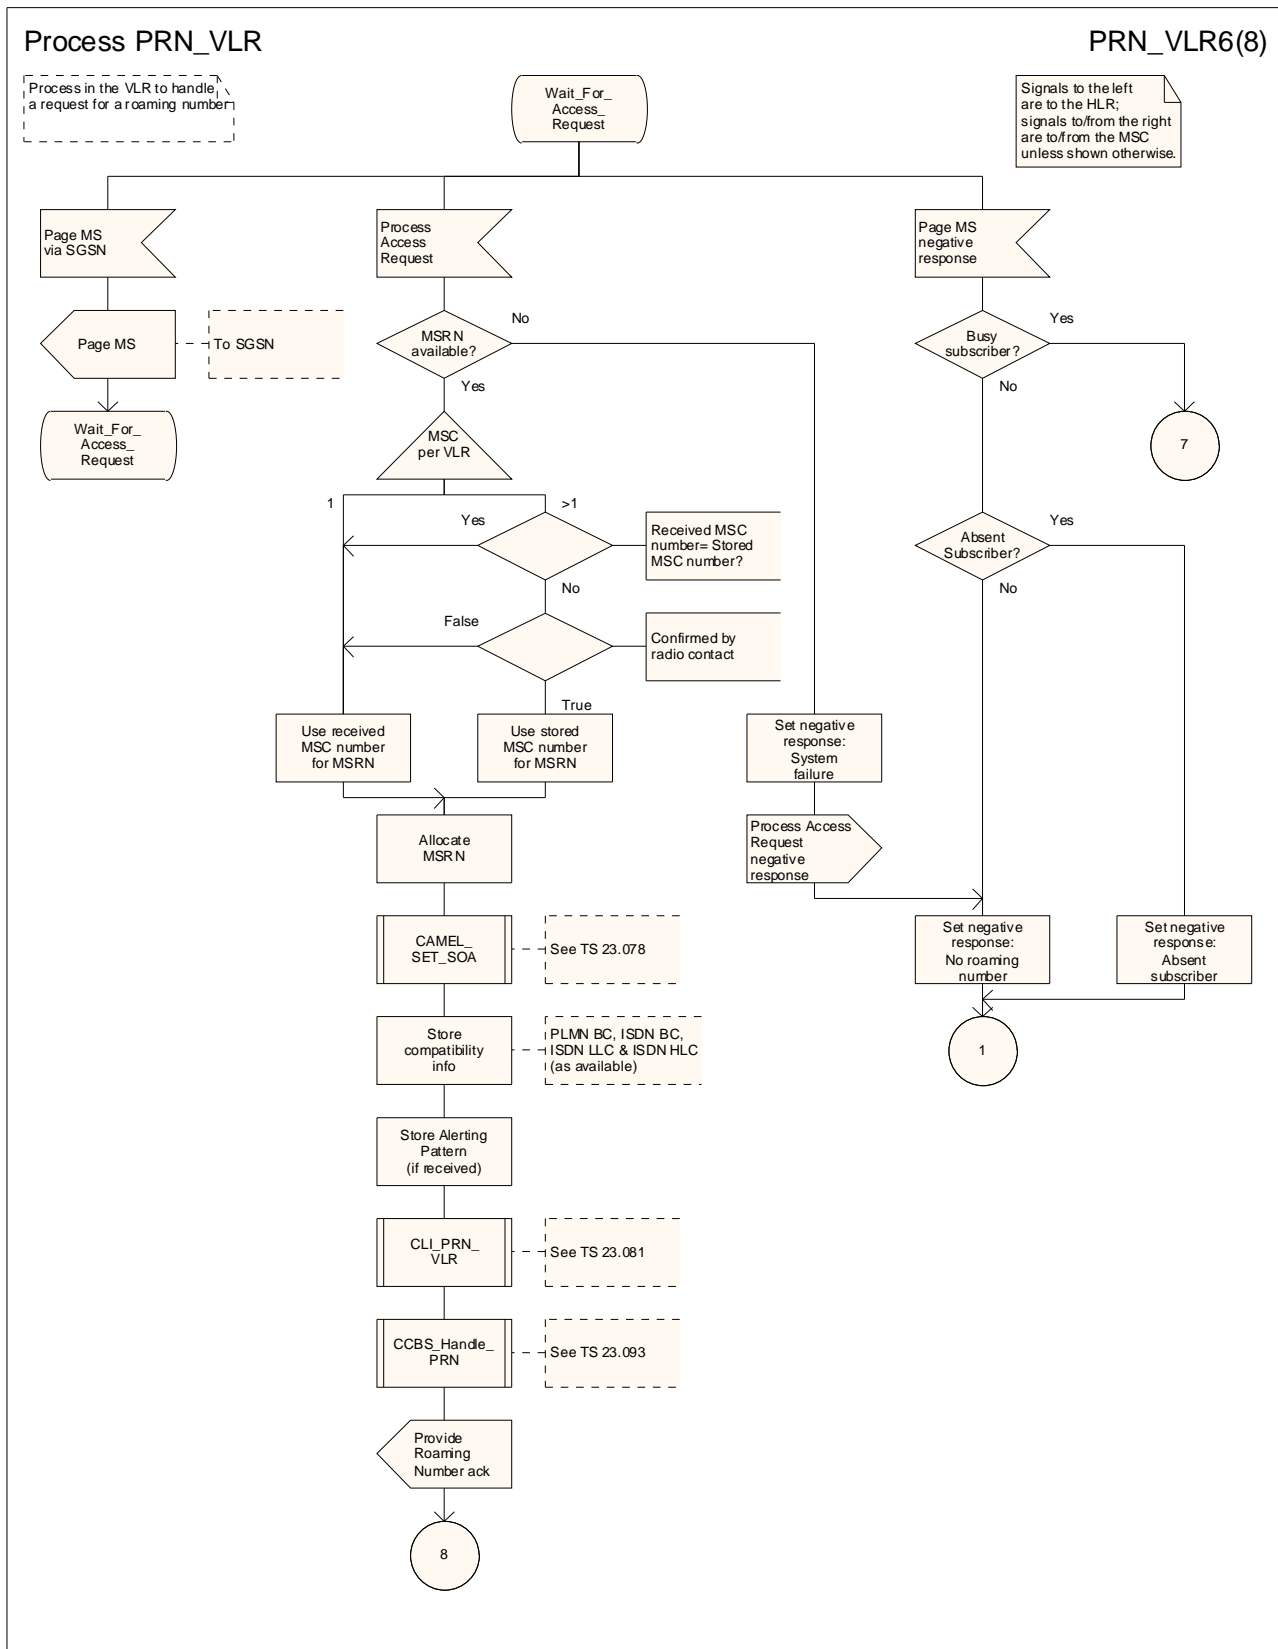 Process PRN_VLR
PRN_VLR6(8)
Process in the VLR to handle
a request for a roaming number
Wait_For_
Access_
Request
Signals to the left
are to the HLR;
signals to/from the right
are to/from the MSC
unless shown otherwise.
Page MS
via SGSN
Process
Access
Request
Page MS
negative
response
Page MS
To SGSN
MSRN
available?
No
Yes
Busy
subscriber?
Yes
No
Wait_For_
Access_
Request
MSC
per VLR
7
1
>1
Yes
Received MSC
number= Stored
MSC number?
No
Absent
Subscriber?
Yes
No
False
Confirmed by
radio contact
True
Use received
MSC number
for MSRN
Use stored
MSC number
for MSRN
Set negative
response:
System
failure
Allocate
MSRN
Process Access
Request
negative
response
CAMEL_
SET_SOA
See TS 23.078
Set negative
response:
No roaming
number
Set negative
response:
Absent
subscriber
Store
compatibility
info
PLMN BC, ISDN BC,
ISDN LLC & ISDN HLC
(as available)
1
Store Alerting
Pattern
(if received)
CLI_PRN_
VLR
See TS 23.081
CCBS_Handle_
PRN
See TS 23.093
Provide
Roaming
Number ack
8